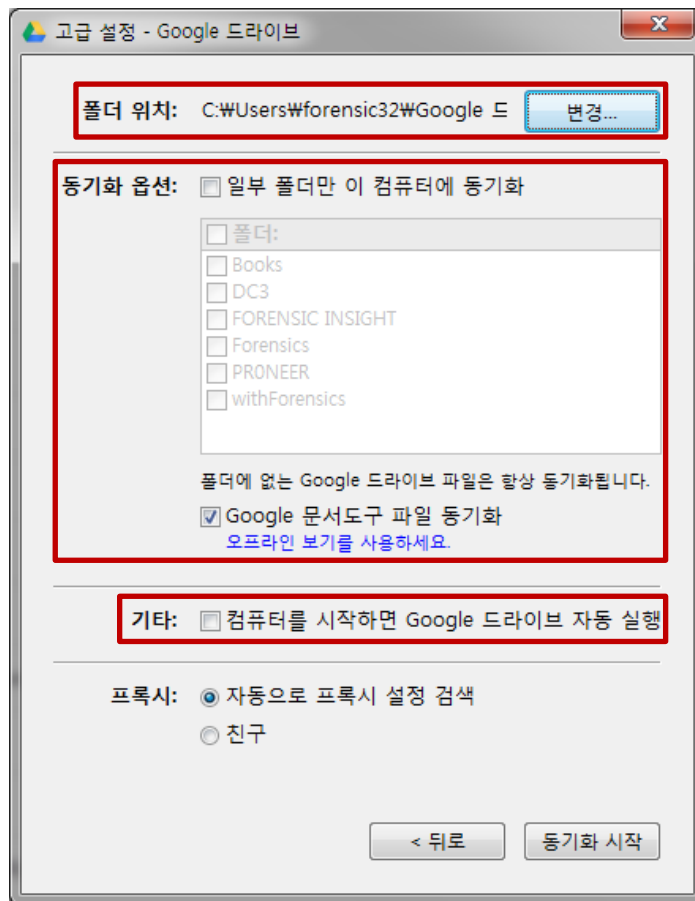 고급 설정 - Google 드라이브
폴더 위치: C:₩Users₩forensic32₩Google 드 변경...
동기화 옵션: 일부 폴더만 이 컴퓨터에 동기화
폴더:
Books
DC3
FORENSIC INSIGHT
Forensics
PR0NEER
withForensics
폴더에 없는 Google 드라이브 파일은 항상 동기화됩니다.
Google 문서도구 파일 동기화
오프라인 보기를 사용하세요.
기타: 컴퓨터를 시작하면 Google 드라이브 자동 실행
프록시: 자동으로 프록시 설정 검색
친구
< 뒤로 동기화 시작